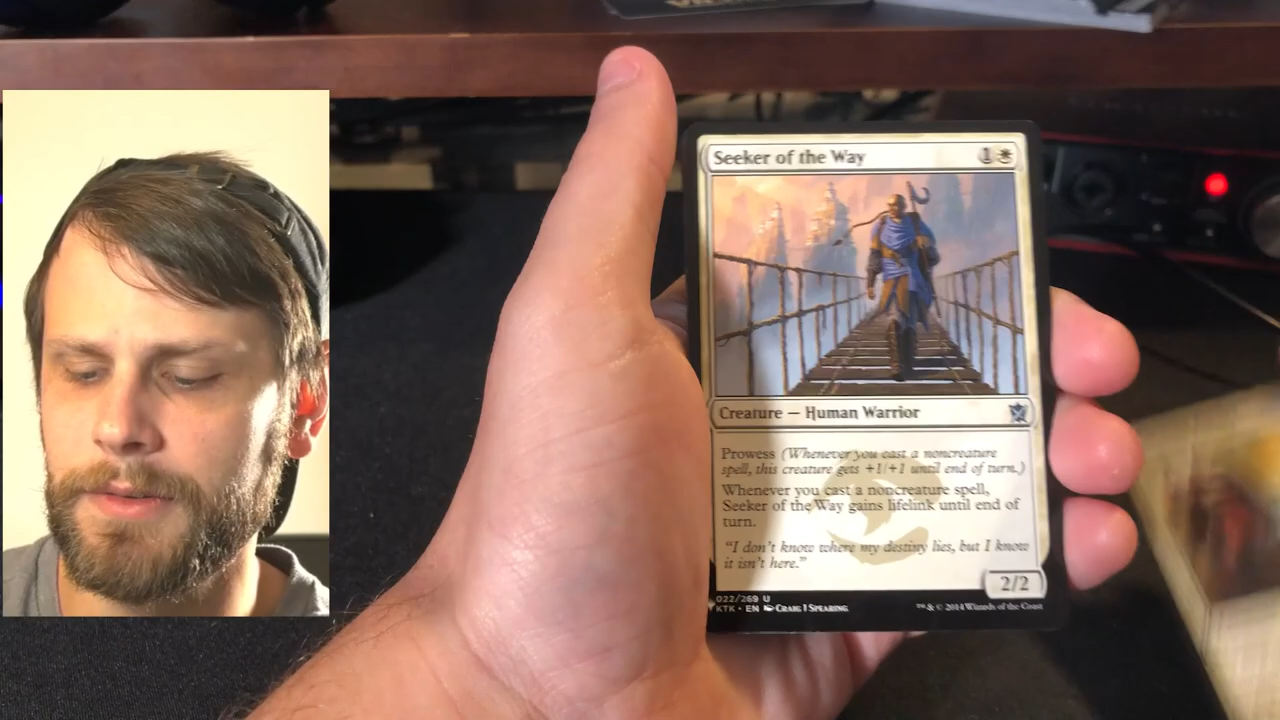 Seeker of the Way 1
Creature — Human Warrior
Prowess (Whenever you cast a noncreature
spell, this creature gets +1/+1 until end of turn.)
Whenever you cast a noncreature spell,
Seeker of the Way gains lifelink until end of
turn.
"I don't know where my destiny lies, but I know
it isn't here."
2/2
022/269 U
KTK • EN Craig J Spearing
™ & © 2014 Wizards of the Coast